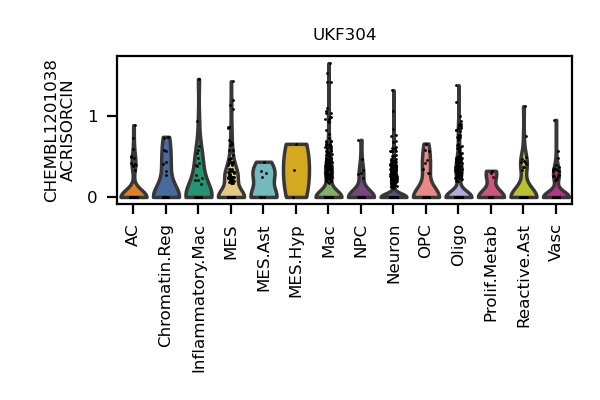 UKF304
CHEMBL1201038
ACRISORCIN
1
0
AC
Chromatin.Reg
Inflammatory.Mac
MES
MES.Ast
MES.Hyp
Mac
NPC
Neuron
OPC
Oligo
Prolif.Metab
Reactive.Ast
Vasc